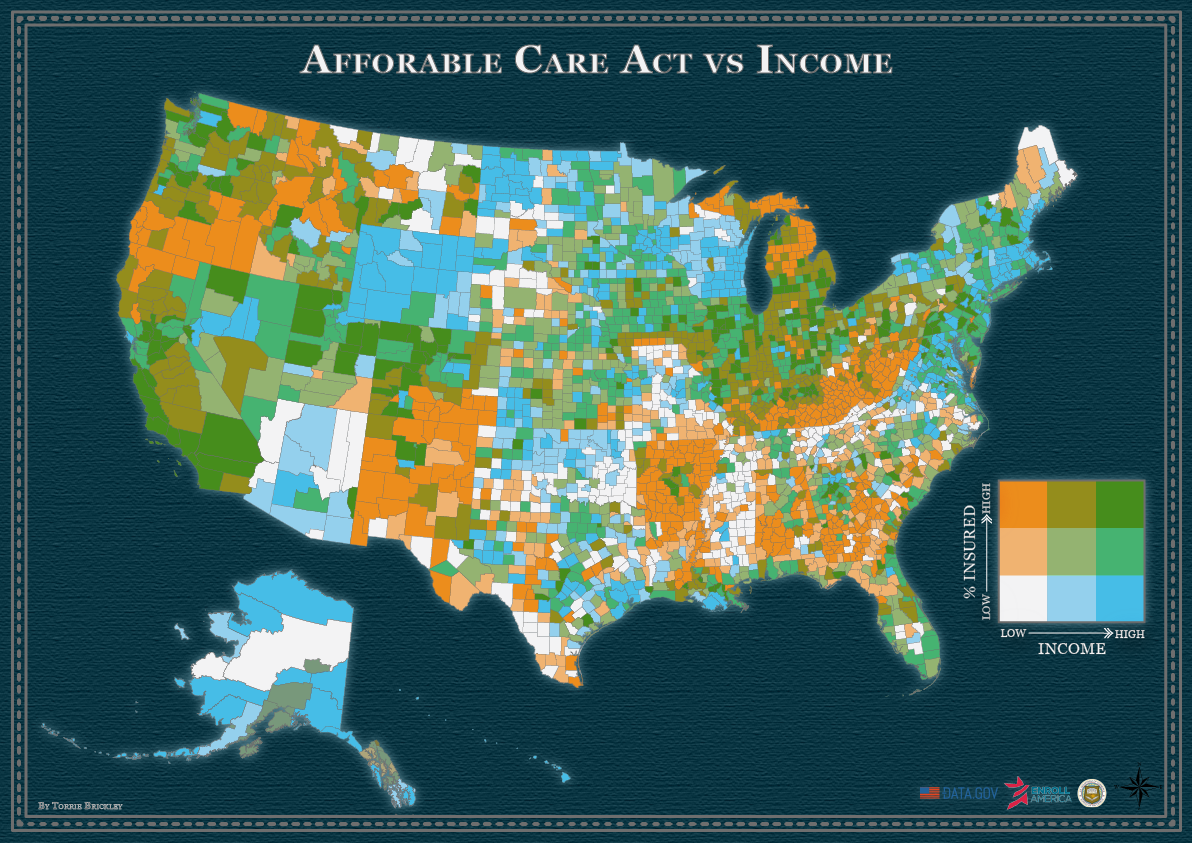 AFFORABLE CARE ACT VS INCOME
% INSURED
LOW
HIGH
LOW
HIGH
INCOME
BY TORRIE BRICKLEY
DATA.GOV
ENROLL
AMERICA